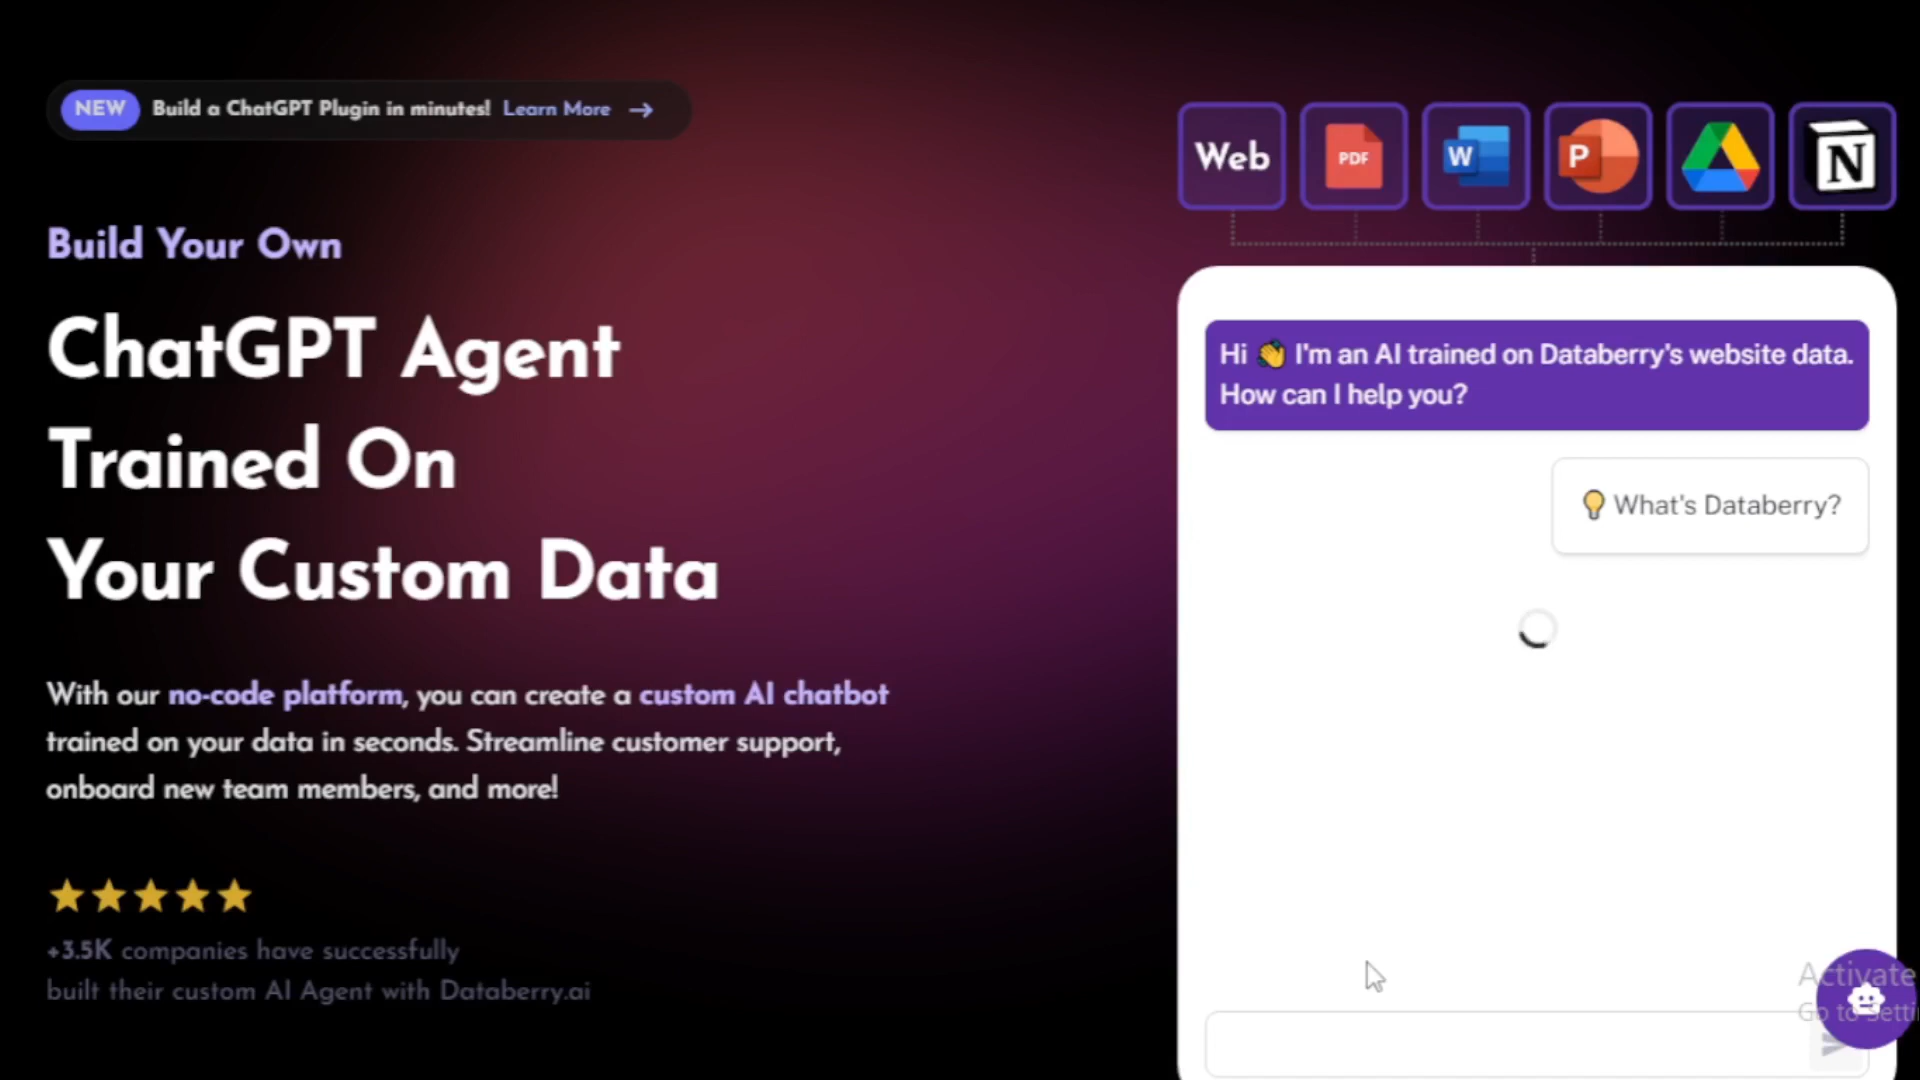 NEW Build a ChatGPT Plugin in minutes! Learn More →
Build Your Own
ChatGPT Agent
Trained On
Your Custom Data
With our no-code platform, you can create a custom AI chatbot
trained on your data in seconds. Streamline customer support,
onboard new team members, and more!
+3.5K companies have successfully
built their custom AI Agent with Databerry.ai
Web PDF W P N
Hi 👋 I'm an AI trained on Databerry's website data.
How can I help you?
💡 What's Databerry?
Activate
Go to Setti